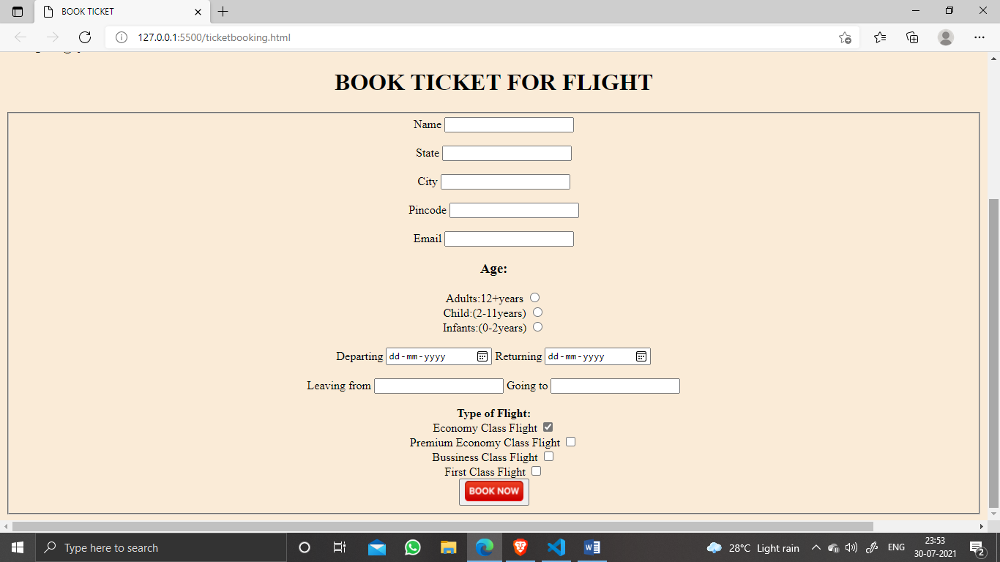 BOOK TICKET
127.0.0.1:5500/ticketbooking.html
BOOK TICKET FOR FLIGHT
Name
State
City
Pincode
Email
Age:
Adults:12+years
Child:(2-11years)
Infants:(0-2years)
Departing dd-mm-yyyy Returning dd-mm-yyyy
Leaving from Going to
Type of Flight:
Economy Class Flight
Premium Economy Class Flight
Bussiness Class Flight
First Class Flight
BOOK NOW
Type here to search
28°C Light rain
ENG
23:53
30-07-2021
2